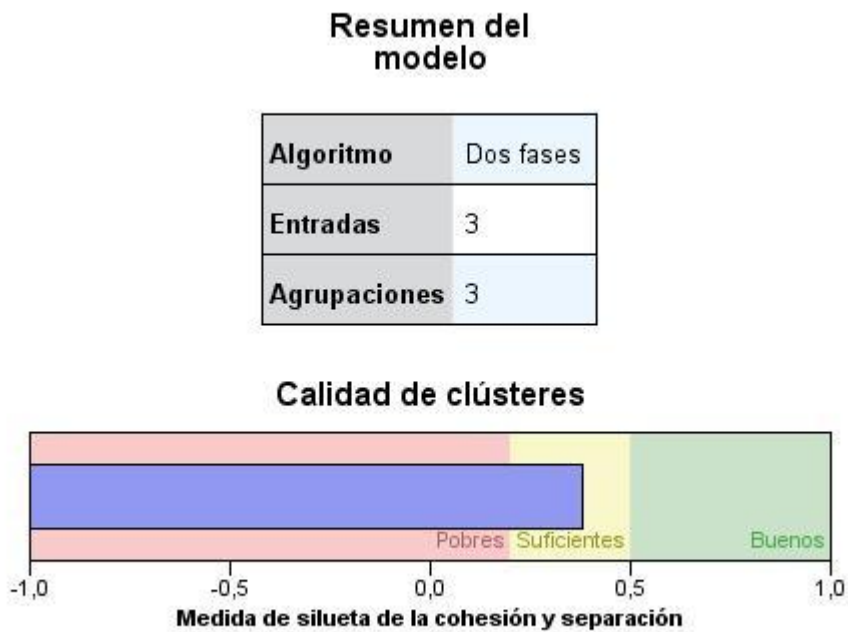 Resumen del
modelo
Algoritmo Dos fases
Entradas 3
Agrupaciones 3
Calidad de clústeres
Pobres Suficientes Buenos
-1,0 -0,5 0,0 0,5 1,0
Medida de silueta de la cohesión y separación